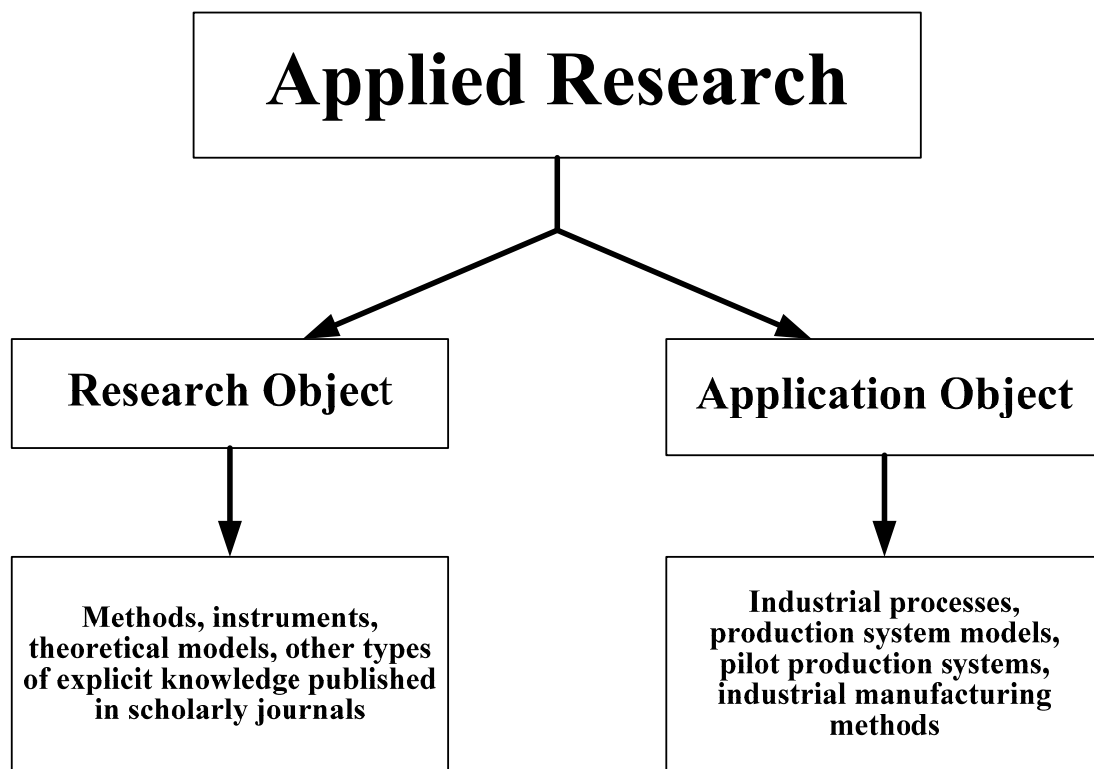 Applied Research
Research Object
Application Object
Methods, instruments,
theoretical models, other types
of explicit knowledge published
in scholarly journals
Industrial processes,
production system models,
pilot production systems,
industrial manufacturing
methods